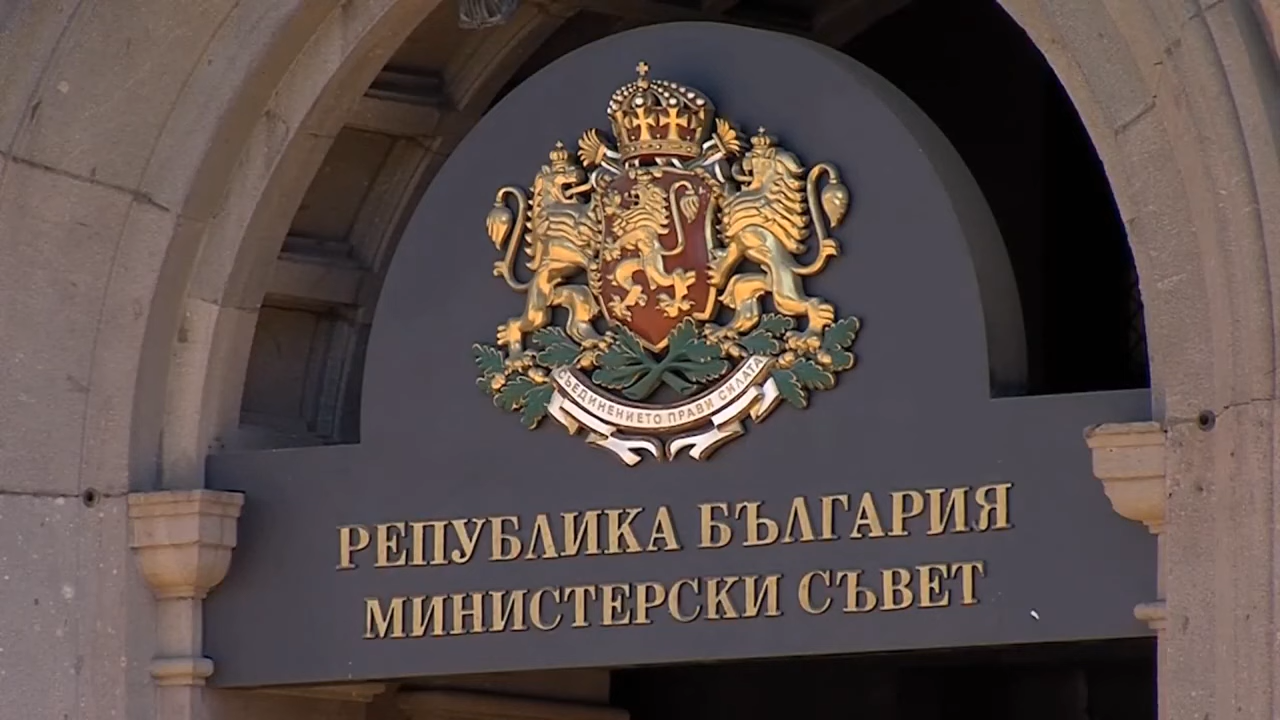 СЪЕДИНЕНИЕТО ПРАВИ СИЛАТА
РЕПУБЛИКА БЪЛГАРИЯ
МИНИСТЕРСКИ СЪВЕТ